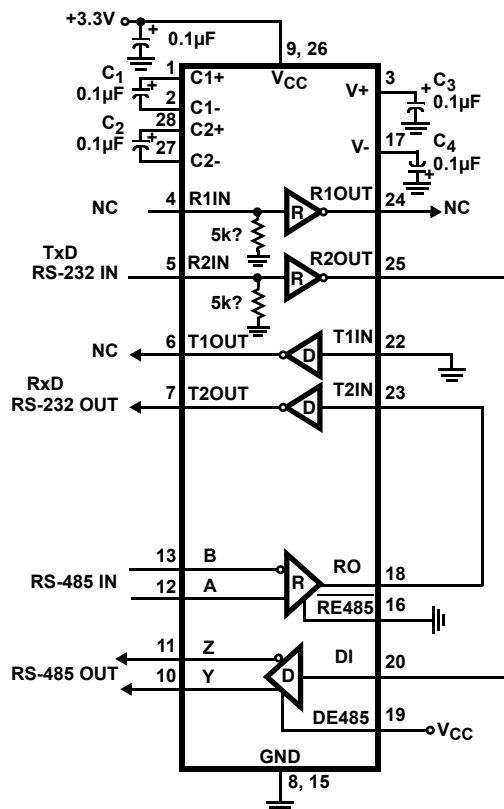 +3.3V
0.1µF
9, 26
1
C1+
VCC
3
C1
0.1µF
2
C1-
V+
C3
0.1µF
28
C2+
C2
0.1µF
27
C2-
17
V-
C4
0.1µF
NC
4
R1IN
R
R1OUT
24
NC
5k?
TxD
RS-232 IN
5
R2IN
R
R2OUT
25
5k?
NC
6
T1OUT
D
T1IN
22
RxD
RS-232 OUT
7
T2OUT
D
T2IN
23
RS-485 IN
13
B
12
A
R
RO
18
RE485
16
RS-485 OUT
11
Z
10
Y
D
DI
20
DE485
19
VCC
GND
8, 15